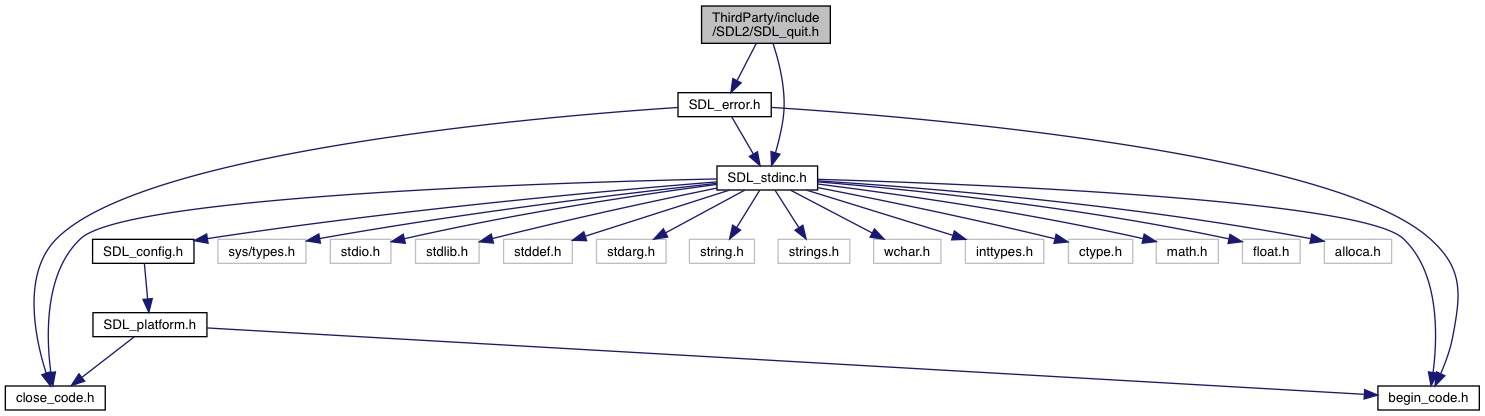 ThirdParty/include
/SDL2/SDL_quit.h
SDL_error.h
SDL_stdinc.h
SDL_config.h
sys/types.h
stdio.h
stdlib.h
stddef.h
stdarg.h
string.h
strings.h
wchar.h
inttypes.h
ctype.h
math.h
float.h
alloca.h
SDL_platform.h
close_code.h
begin_code.h